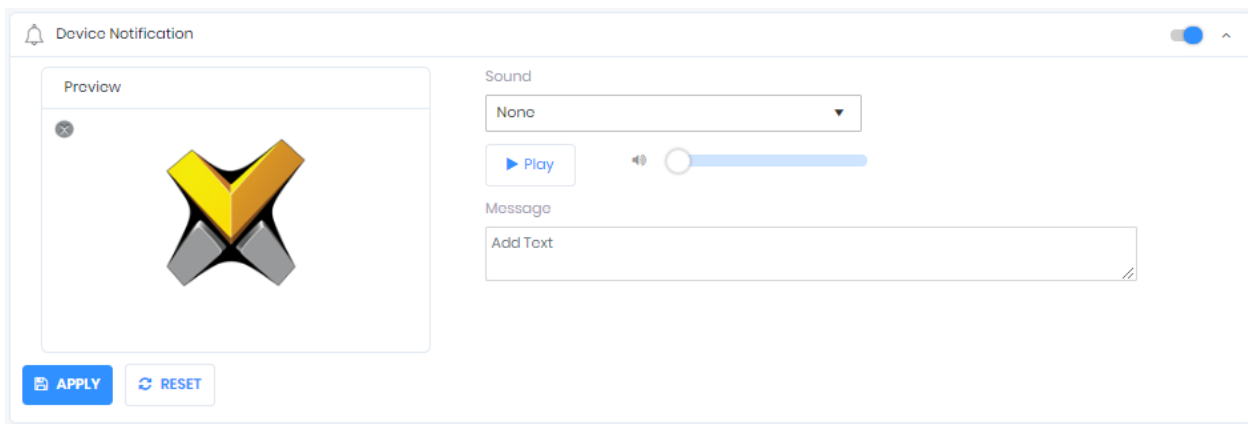 Device Notification
Preview
Sound
None
Play
Message
Add Text
APPLY
RESET